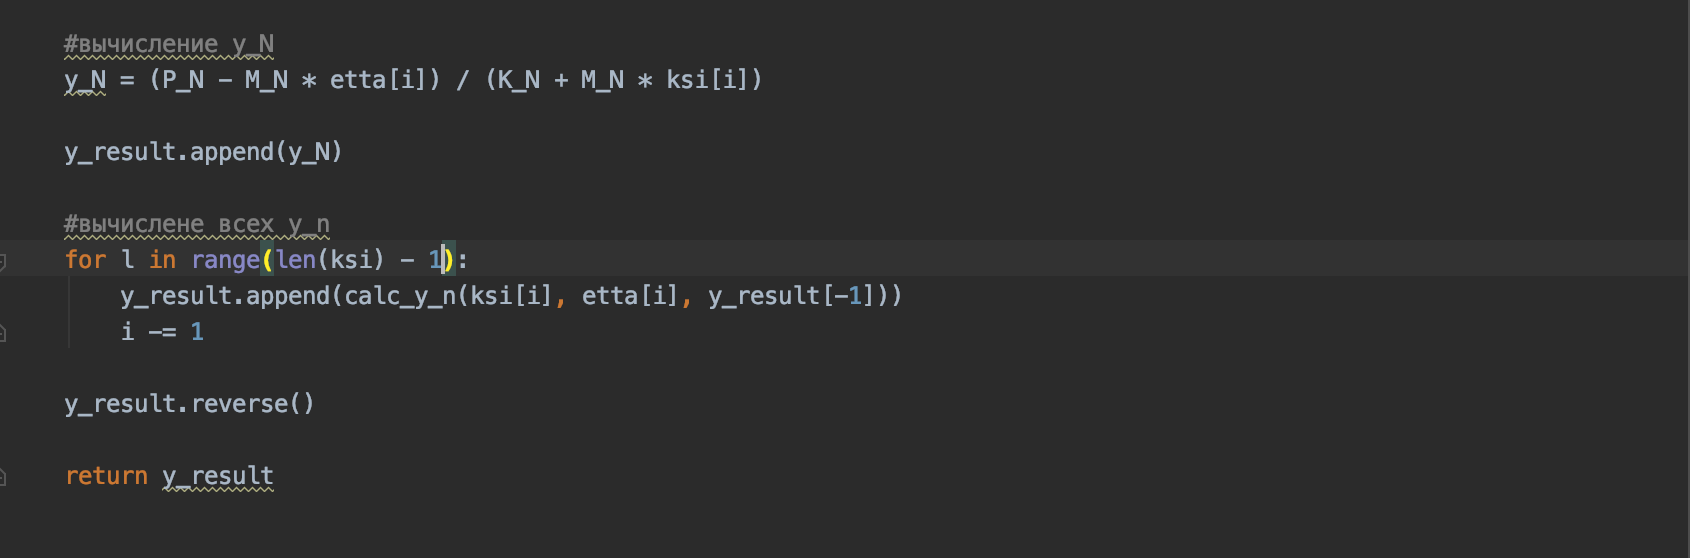 #вычисление y_N
y_N = (P_N - M_N * etta[i]) / (K_N + M_N * ksi[i])
y_result.append(y_N)
#вычислене всех y_n
for l in range(len(ksi) - 1):
y_result.append(calc_y_n(ksi[i], etta[i], y_result[-1]))
i -= 1
y_result.reverse()
return y_result